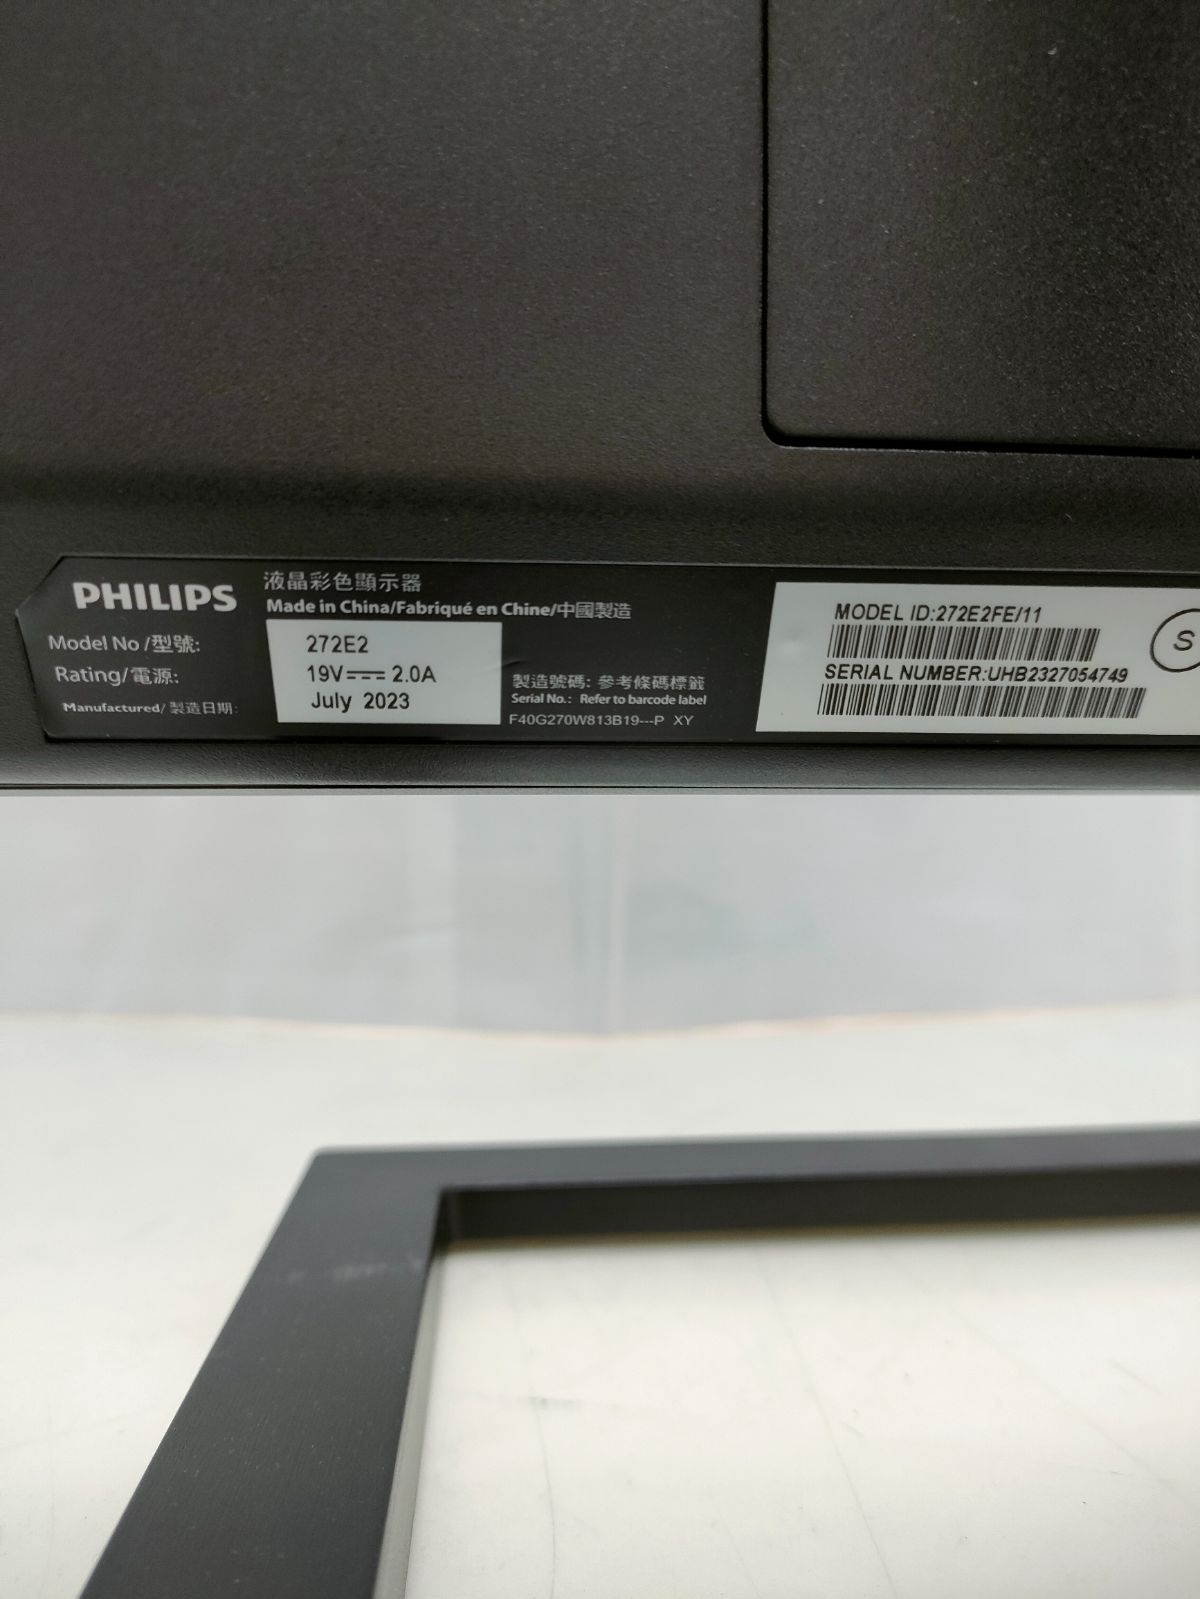 PHILIPS
液晶彩色顯示器
Made in China/Fabriqué en Chine/中國製造
Model No /型號: 272E2
Rating/電源: 19V⎓ 2.0A
Manufactured/ 製造日期: July 2023
製造號碼: 參考條碼標籤
Serial No.: Refer to barcode label
F40G270W813B19---P XY
MODEL ID:272E2FE/11
SERIAL NUMBER:UHB2327054749
S